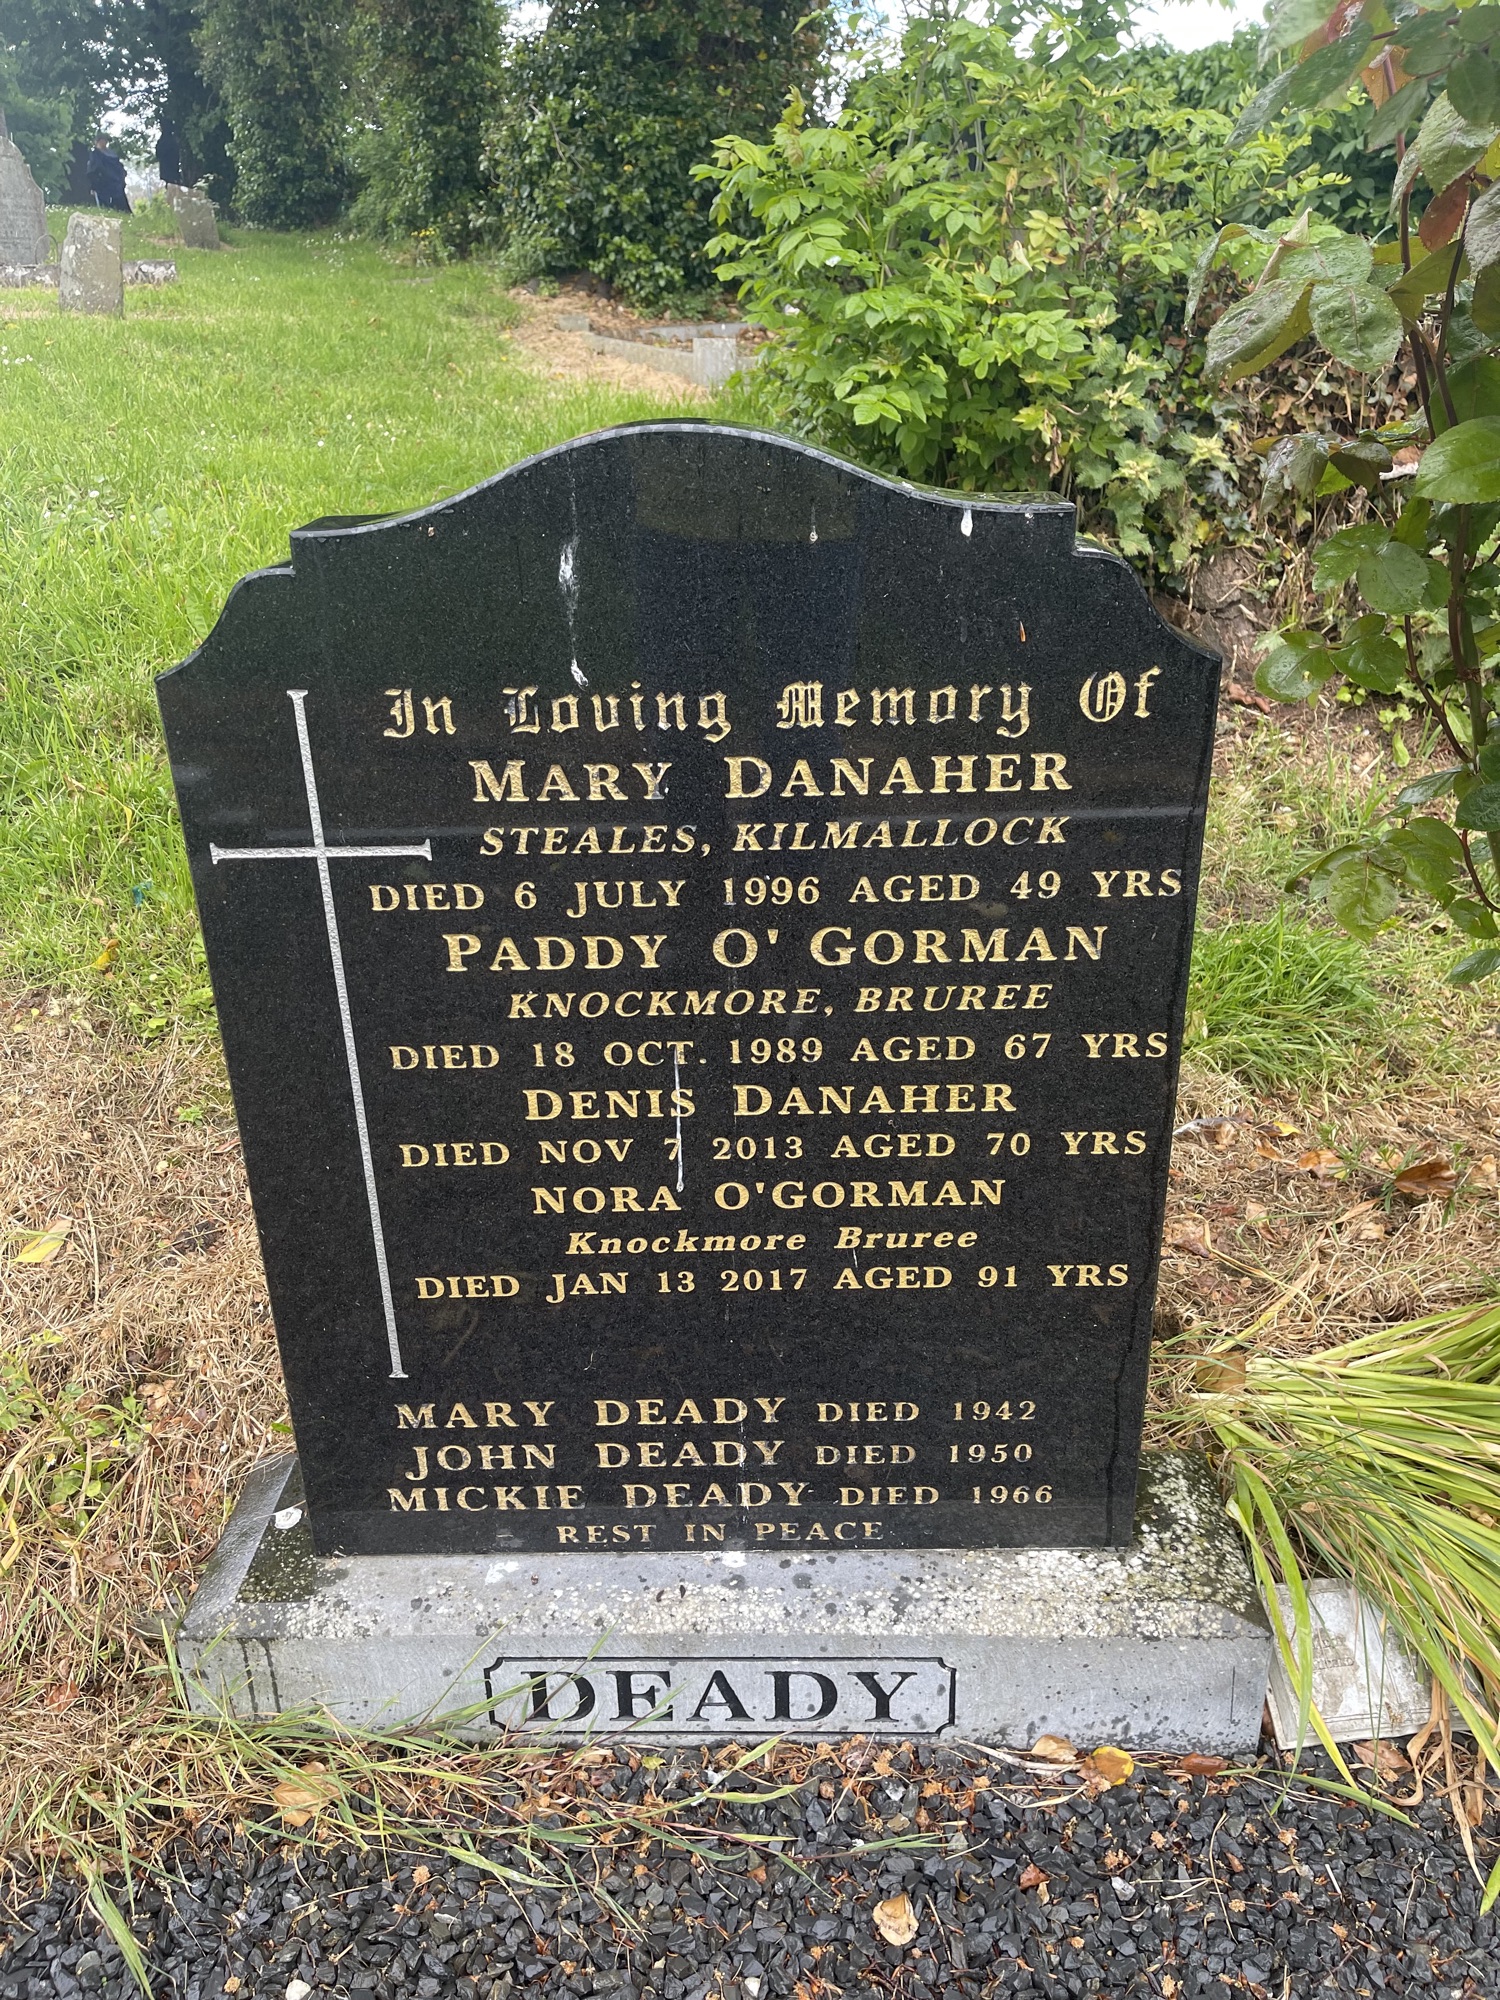 In Loving Memory Of
MARY DANAHER
STEALES, KILMALLOCK
DIED 6 JULY 1996 AGED 49 YRS
PADDY O' GORMAN
KNOCKMORE, BRUREE
DIED 18 OCT. 1989 AGED 67 YRS
DENIS DANAHER
DIED NOV 7 2013 AGED 70 YRS
NORA O'GORMAN
Knockmore Bruree
DIED JAN 13 2017 AGED 91 YRS
MARY DEADY DIED 1942
JOHN DEADY DIED 1950
MICKIE DEADY DIED 1966
REST IN PEACE
DEADY